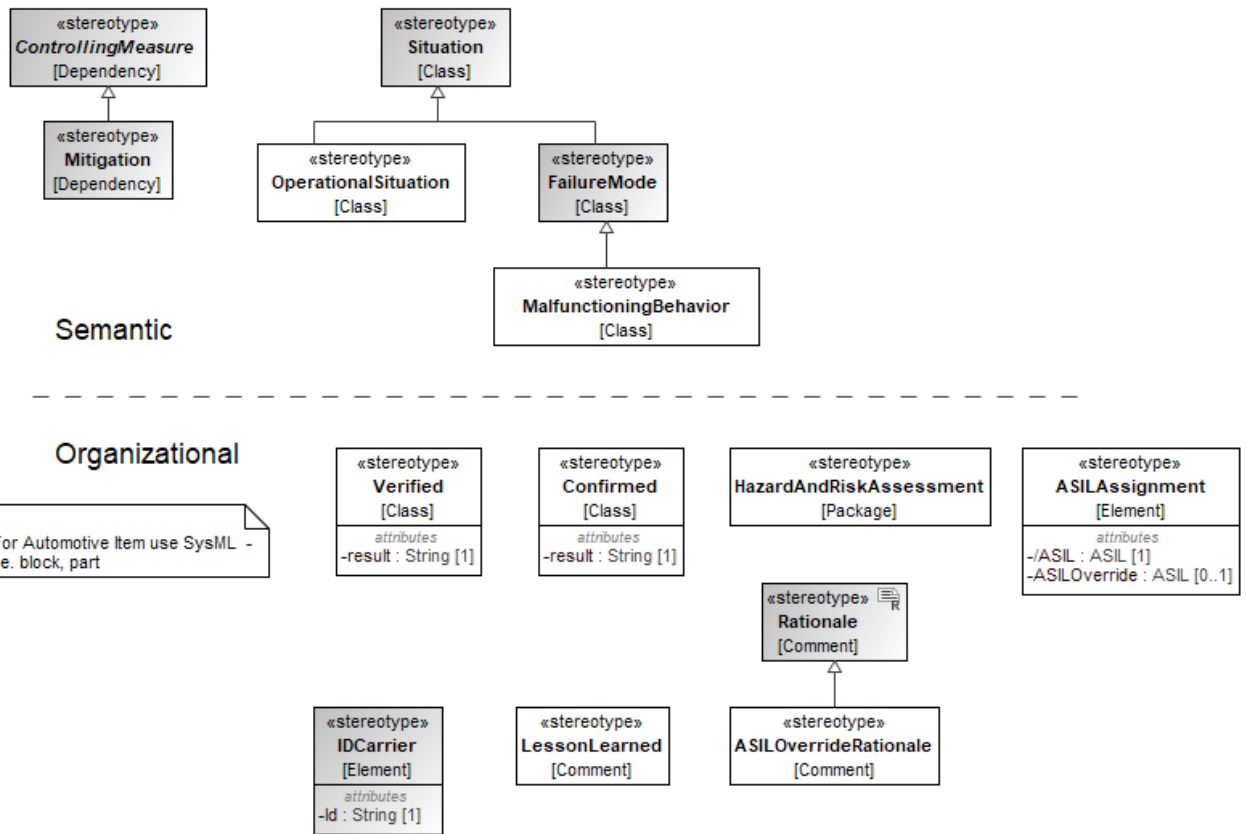 «stereotype»
ControllingMeasure
[Dependency]
«stereotype»
Situation
[Class]
«stereotype»
Mitigation
[Dependency]
«stereotype»
OperationalSituation
[Class]
«stereotype»
FailureMode
[Class]
«stereotype»
MalfunctioningBehavior
[Class]
Semantic
Organizational
For Automotive Item use SysML -
e. block, part
«stereotype»
Verified
[Class]
attributes
-result : String [1]
«stereotype»
Confirmed
[Class]
attributes
-result : String [1]
«stereotype»
HazardAndRiskAssessment
[Package]
«stereotype»
ASILAssignment
[Element]
attributes
-/ASIL : ASIL [1]
-ASILOverride : ASIL [0..1]
«stereotype»
Rationale
[Comment]
«stereotype»
IDCarrier
[Element]
attributes
-Id : String [1]
«stereotype»
LessonLearned
[Comment]
«stereotype»
ASILOverrideRationale
[Comment]